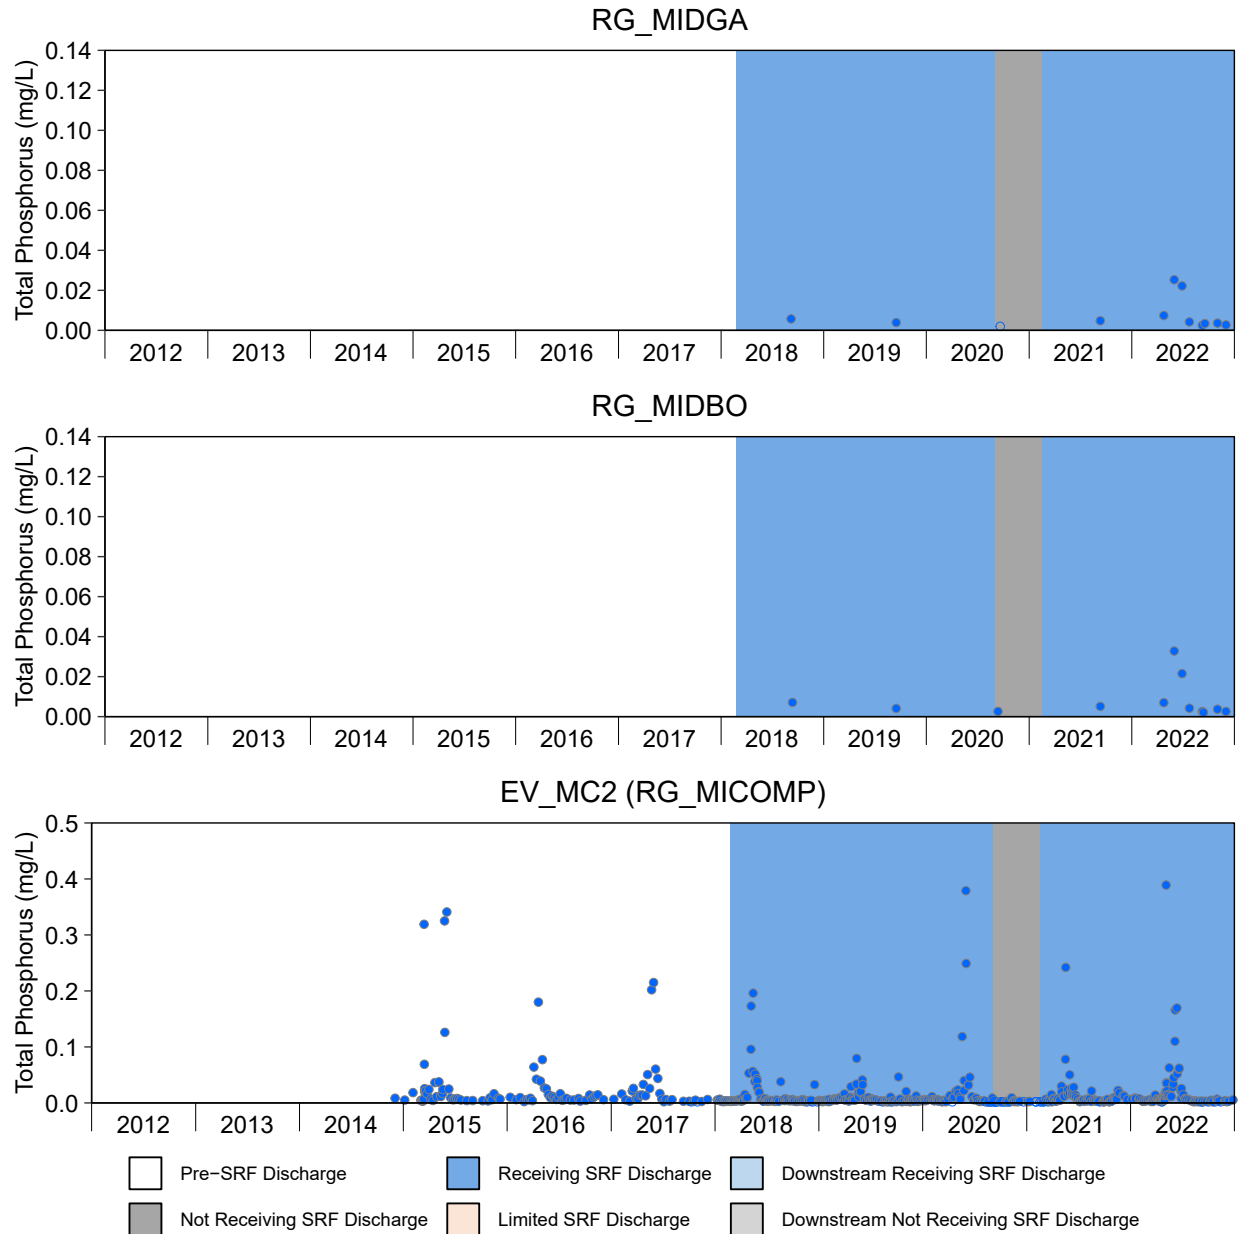 RG_MIDGA
Total Phosphorus (mg/L)
0.14
0.12
0.10
0.08
0.06
0.04
0.02
0.00
2012 2013 2014 2015 2016 2017 2018 2019 2020 2021 2022
RG_MIDBO
Total Phosphorus (mg/L)
0.14
0.12
0.10
0.08
0.06
0.04
0.02
0.00
2012 2013 2014 2015 2016 2017 2018 2019 2020 2021 2022
EV_MC2 (RG_MICOMP)
Total Phosphorus (mg/L)
0.5
0.4
0.3
0.2
0.1
0.0
2012 2013 2014 2015 2016 2017 2018 2019 2020 2021 2022
Pre−SRF Discharge Receiving SRF Discharge Downstream Receiving SRF Discharge
Not Receiving SRF Discharge Limited SRF Discharge Downstream Not Receiving SRF Discharge